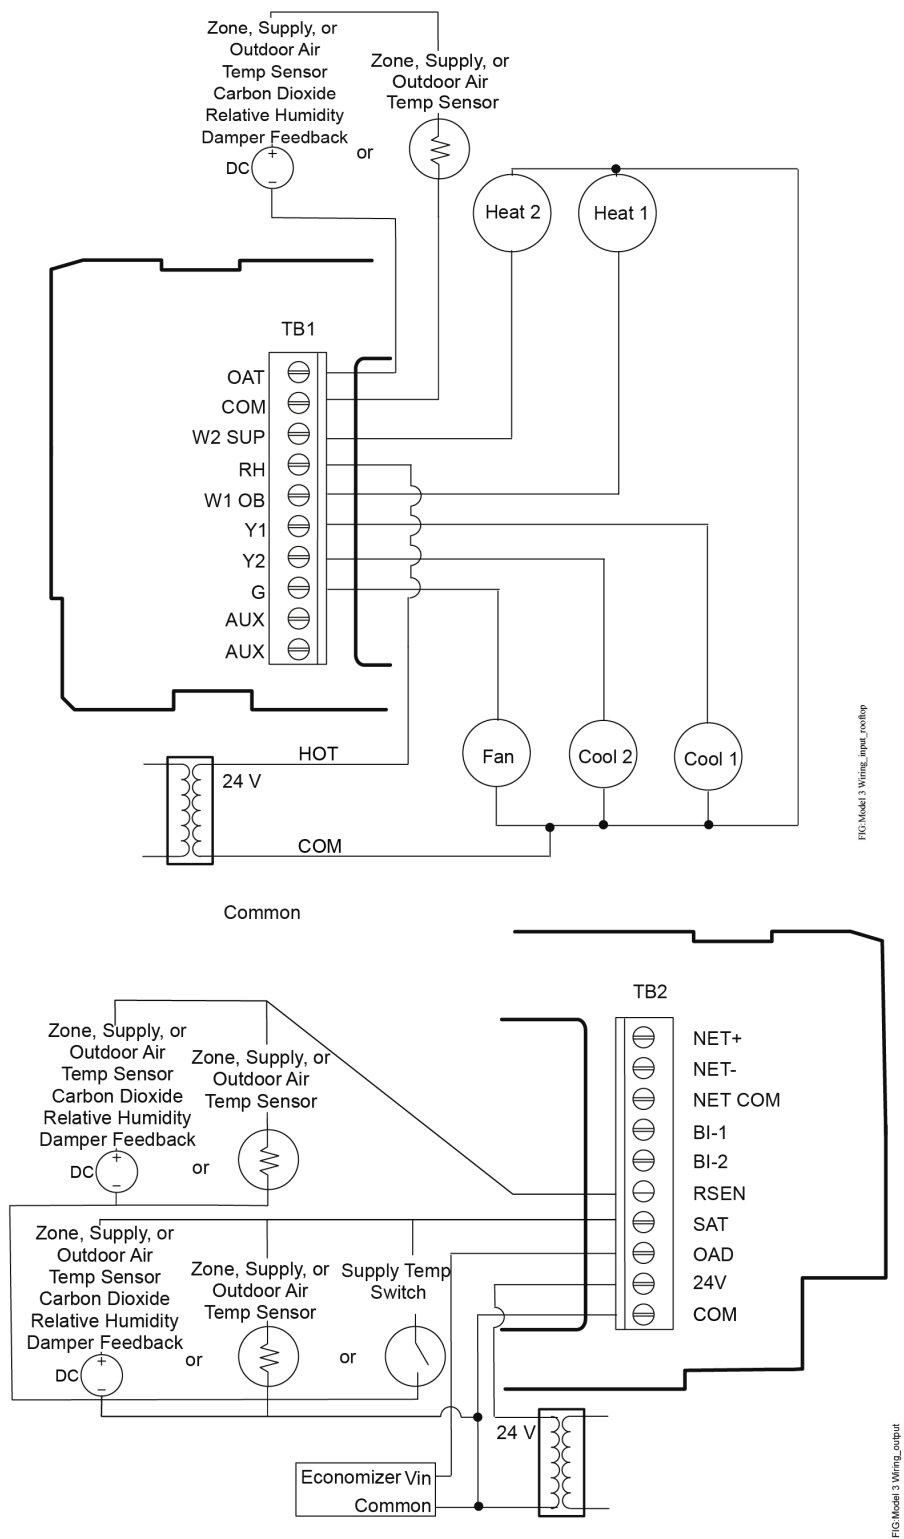 Zone, Supply, or
Outdoor Air
Temp Sensor
Carbon Dioxide
Relative Humidity
Damper Feedback
+
DC
–
or
Zone, Supply, or
Outdoor Air
Temp Sensor
Heat 2
Heat 1
TB1
OAT
COM
W2 SUP
RH
W1 OB
Y1
Y2
G
AUX
AUX
HOT
24 V
COM
Fan
Cool 2
Cool 1
FIG:Model 3 Wiring_input_rooftop
Common
TB2
NET+
NET-
NET COM
BI-1
BI-2
RSEN
SAT
OAD
24V
COM
Zone, Supply, or
Outdoor Air
Temp Sensor
Carbon Dioxide
Relative Humidity
Damper Feedback
+
DC
–
or
Zone, Supply, or
Outdoor Air
Temp Sensor
Zone, Supply, or
Outdoor Air
Temp Sensor
Carbon Dioxide
Relative Humidity
Damper Feedback
+
DC
–
or
Zone, Supply, or
Outdoor Air
Temp Sensor
or
Supply Temp
Switch
24 V
Economizer Vin
Common
FIG:Model 3 Wiring_output